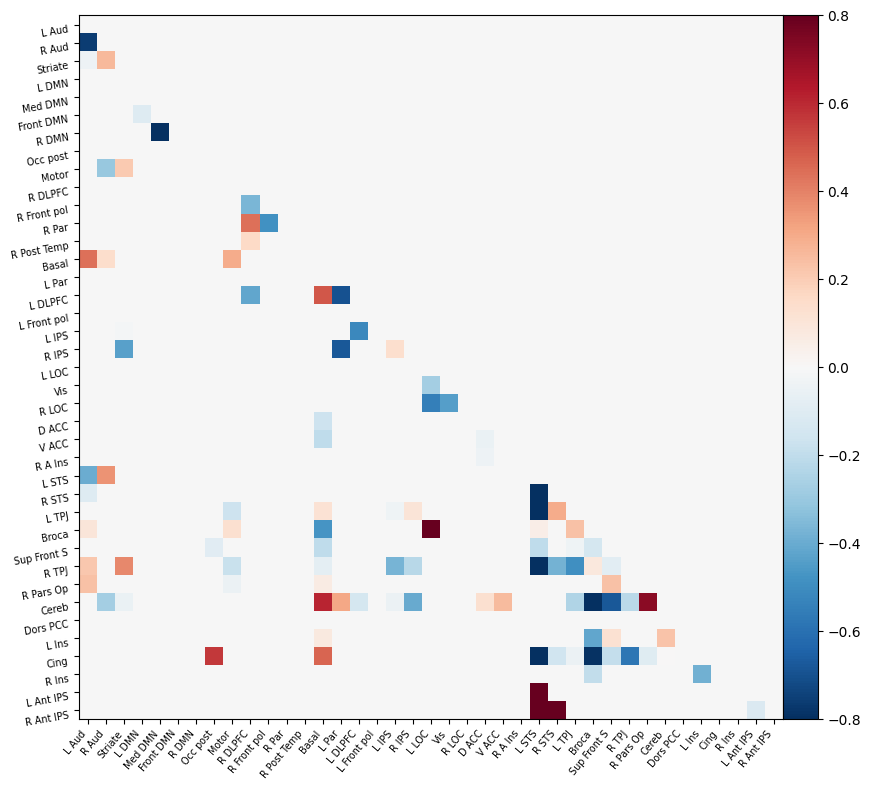 L Aud
R Aud
Striate
L DMN
Med DMN
Front DMN
R DMN
Occ post
Motor
R DLPFC
R Front pol
R Par
R Post Temp
Basal
L Par
L DLPFC
L Front pol
L IPS
R IPS
L LOC
Vis
R LOC
D ACC
V ACC
R A Ins
L STS
R STS
L TPJ
Broca
Sup Front S
R TPJ
R Pars Op
Cereb
Dors PCC
L Ins
Cing
R Ins
L Ant IPS
R Ant IPS
L Aud
R Aud
Striate
L DMN
Med DMN
Front DMN
R DMN
Occ post
Motor
R DLPFC
R Front pol
R Par
R Post Temp
Basal
L Par
L DLPFC
L Front pol
L IPS
R IPS
L LOC
Vis
R LOC
D ACC
V ACC
R A Ins
L STS
R STS
L TPJ
Broca
Sup Front S
R TPJ
R Pars Op
Cereb
Dors PCC
L Ins
Cing
R Ins
L Ant IPS
R Ant IPS
0.8
0.6
0.4
0.2
0.0
−0.2
−0.4
−0.6
−0.8